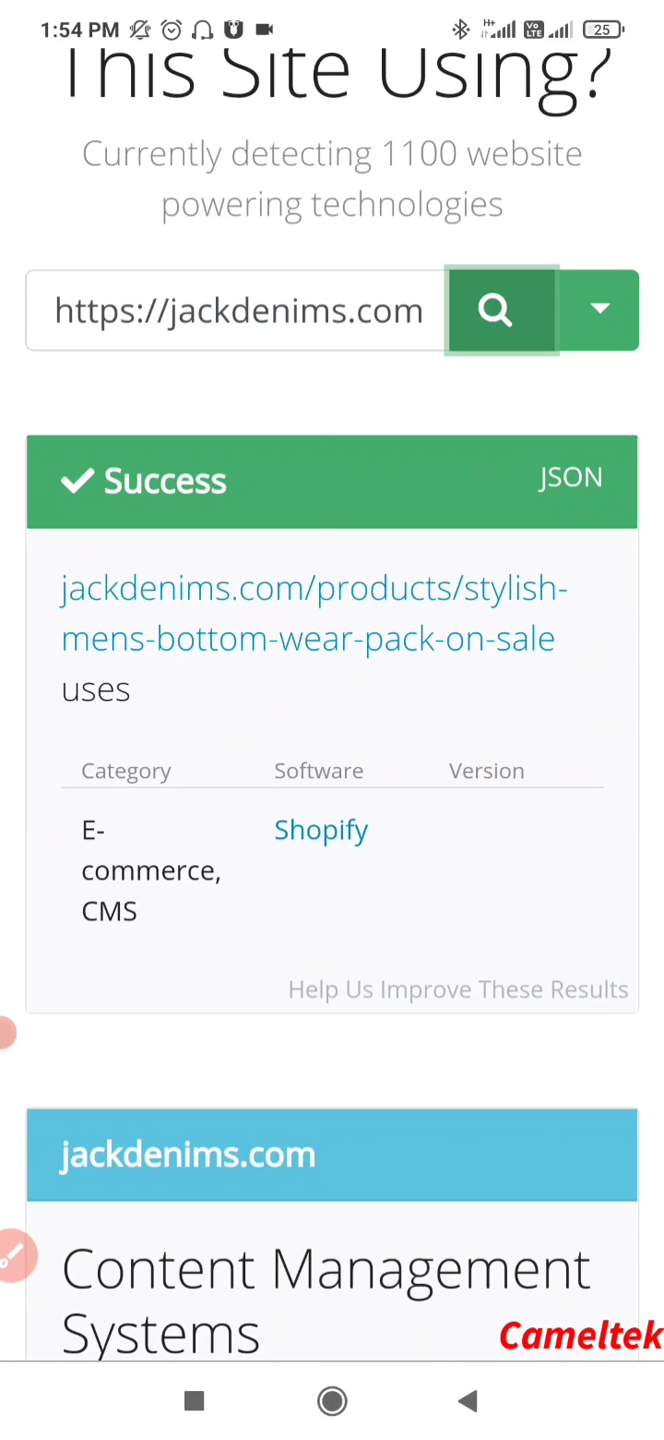 1:54 PM
H+
Vo
LTE
25
This Site Using?
Currently detecting 1100 website
powering technologies
https://jackdenims.com
Success
JSON
jackdenims.com/products/stylish-
mens-bottom-wear-pack-on-sale
uses
Category Software Version
E-
commerce,
CMS
Shopify
Help Us Improve These Results
jackdenims.com
Content Management
Systems
Cameltek